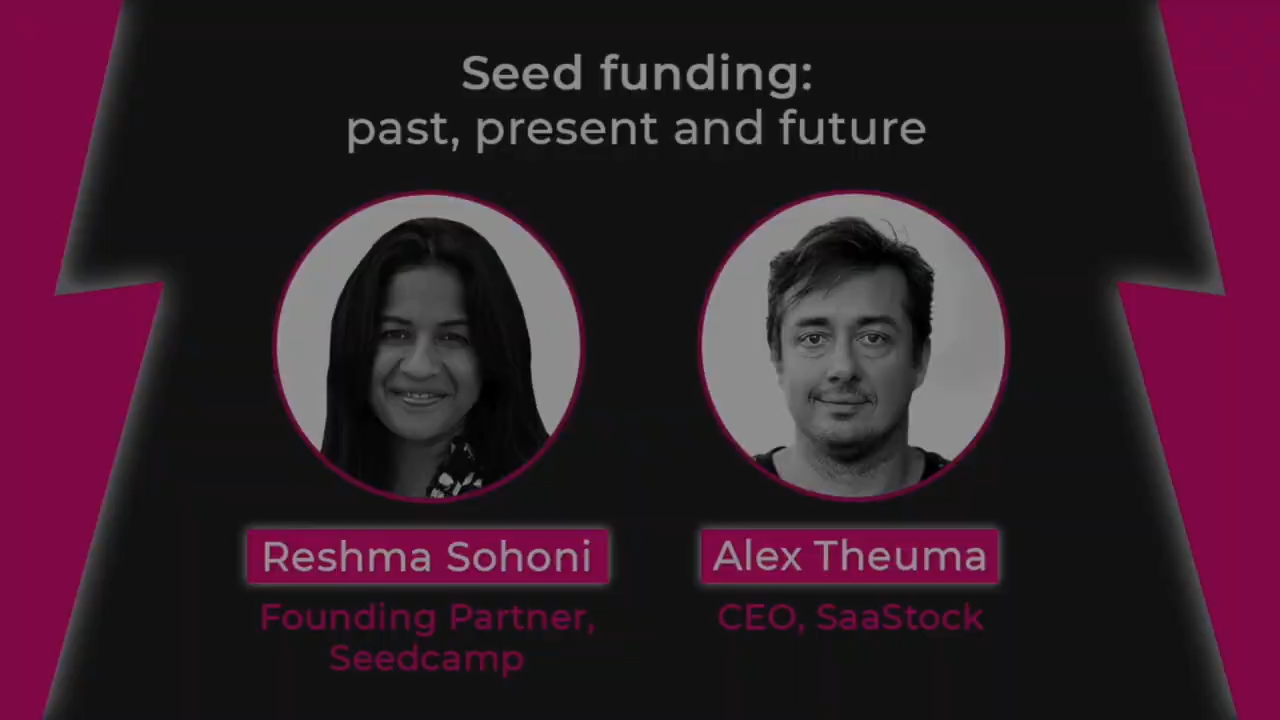 Seed funding:
past, present and future
Reshma Sohoni
Alex Theuma
Founding Partner,
Seedcamp
CEO, SaaStock